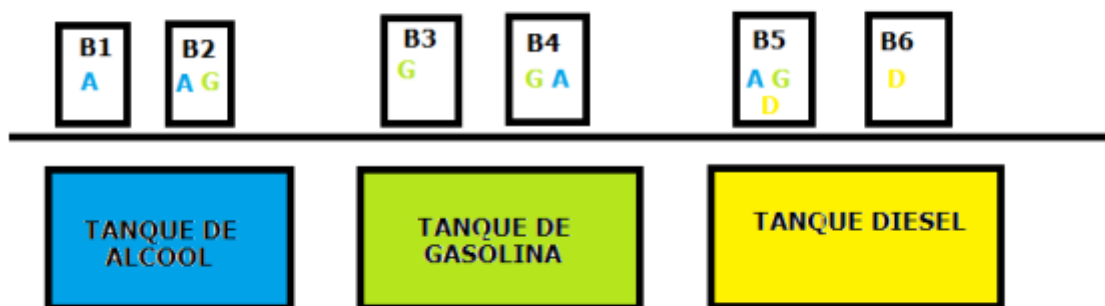 B1
A
B2
A G
B3
G
B4
G A
B5
A G
D
B6
D
TANQUE DE
ALCOOL
TANQUE DE
GASOLINA
TANQUE DIESEL